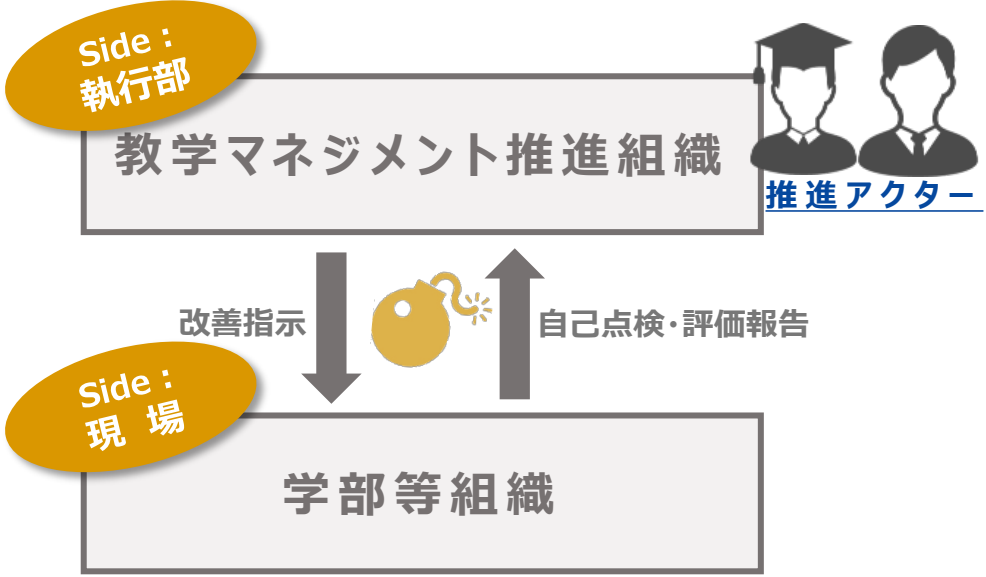 Side：
執行部
教学マネジメント推進組織
推進アクター
改善指示
自己点検・評価報告
Side：
現 場
学部等組織